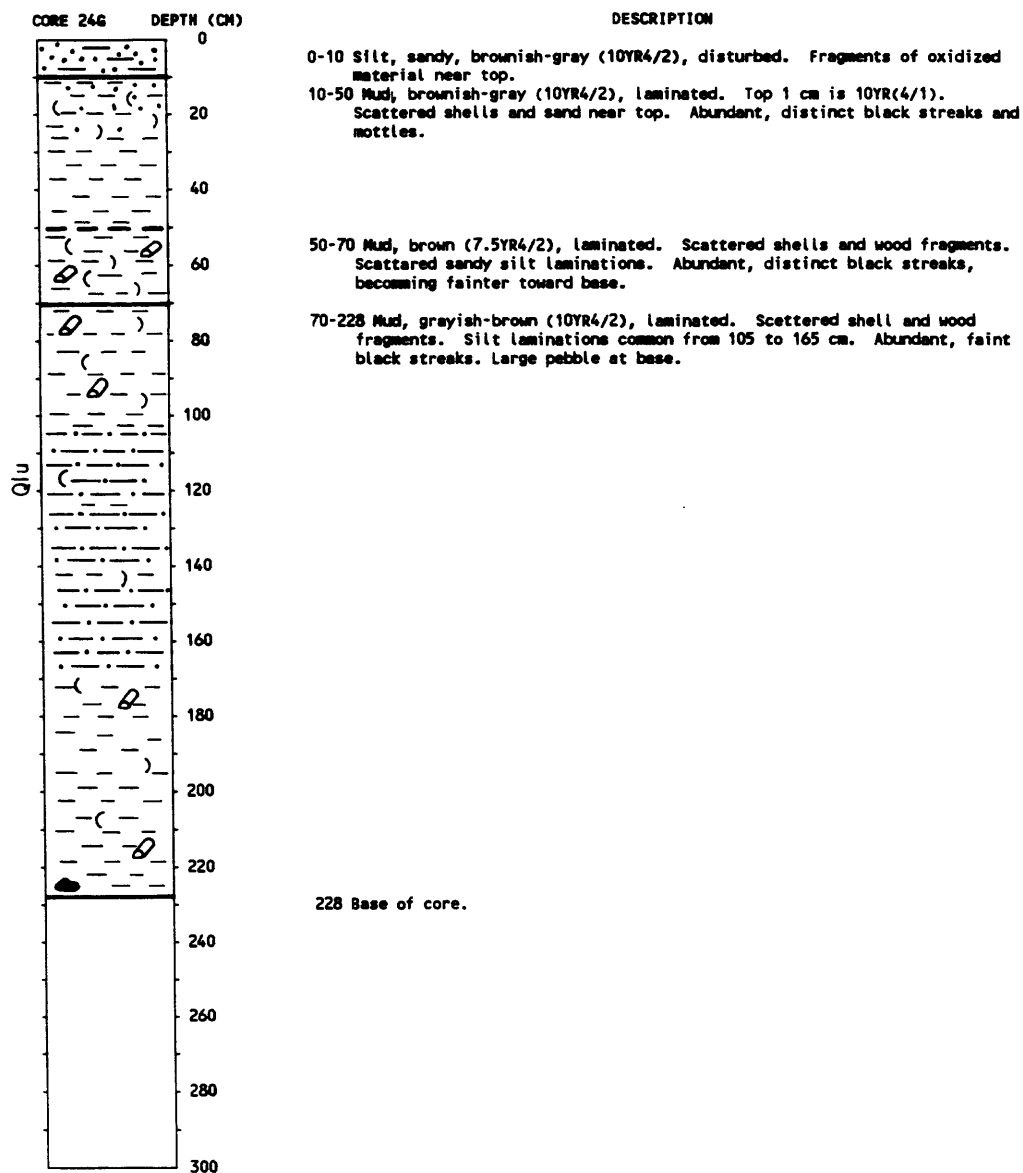 CORE 24G DEPTH (CM) DESCRIPTION
0
0-10 Silt, sandy, brownish-gray (10YR4/2), disturbed. Fragments of oxidized
material near top.
10-50 Mud, brownish-gray (10YR4/2), laminated. Top 1 cm is 10YR(4/1).
20
Scattered shells and sand near top. Abundant, distinct black streaks and
mottles.
40
50-70 Mud, brown (7.5YR4/2), laminated. Scattered shells and wood fragments.
60
Scattared sandy silt laminations. Abundant, distinct black streaks,
becoming fainter toward base.
70-228 Mud, grayish-brown (10YR4/2), laminated. Scettered shell and wood
80
fragments. Silt laminations common from 105 to 165 cm. Abundant, faint
black streaks. Large pebble at base.
100
Qlu
120
140
160
180
200
220
228 Base of core.
240
260
280
300